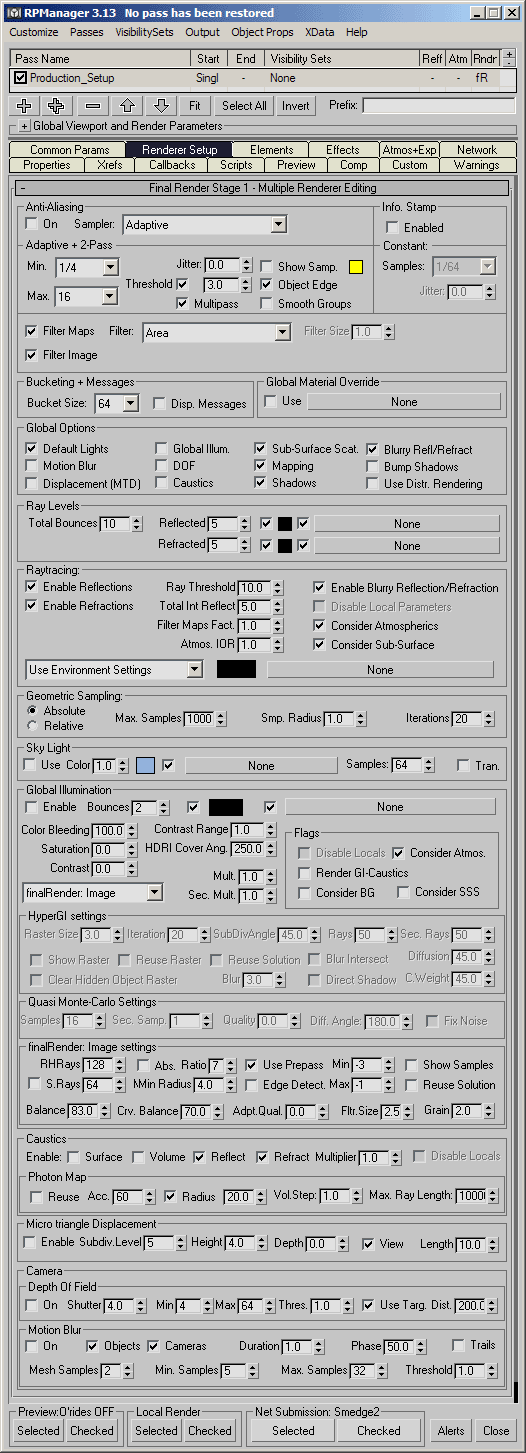 RPManager 3.13   No pass has been restored
Customize Passes VisibilitySets Output Object Props XData Help
Pass Name Start End Visibility Sets Reff Atm Rndr +
-
Production_Setup Singl - None - - fR
Fit Select All Invert Prefix:
+ Global Viewport and Render Parameters
Common Params Renderer Setup Elements Effects Atmos+Exp Network
Properties Xrefs Callbacks Scripts Preview Comp Custom Warnings
- Final Render Stage 1 - Multiple Renderer Editing
Anti-Aliasing Info. Stamp
On Sampler: Adaptive Enabled
Adaptive + 2-Pass Constant:
Min. 1/4 Jitter: 0.0 Show Samp. Samples: 1/64
Threshold 3.0 Object Edge Jitter: 0.0
Max. 16 Multipass Smooth Groups
Filter Maps Filter: Area Filter Size 1.0
Filter Image
Bucketing + Messages Global Material Override
Bucket Size: 64 Disp. Messages Use None
Global Options
Default Lights Global Illum. Sub-Surface Scat. Blurry Refl/Refract
Motion Blur DOF Mapping Bump Shadows
Displacement (MTD) Caustics Shadows Use Distr. Rendering
Ray Levels
Total Bounces 10 Reflected 5 None
Refracted 5 None
Raytracing:
Enable Reflections Ray Threshold 10.0 Enable Blurry Reflection/Refraction
Enable Refractions Total Int Reflect 5.0 Disable Local Parameters
Filter Maps Fact. 1.0 Consider Atmospherics
Atmos. IOR 1.0 Consider Sub-Surface
Use Environment Settings None
Geometric Sampling:
Absolute Max. Samples 1000 Smp. Radius 1.0 Iterations 20
Relative
Sky Light
Use Color 1.0 None Samples: 64 Tran.
Global Illumination
Enable Bounces 2 None
Color Bleeding 100.0 Contrast Range 1.0 Flags
Saturation 0.0 HDRI Cover Ang. 250.0 Disable Locals Consider Atmos.
Contrast 0.0 Mult. 1.0 Render GI-Caustics
finalRender: Image Sec. Mult. 1.0 Consider BG Consider SSS
HyperGI settings
Raster Size 3.0 Iteration 20 SubDivAngle 45.0 Rays 50 Sec. Rays 50
Show Raster Reuse Raster Reuse Solution Blur Intersect Diffusion 45.0
Clear Hidden Object Raster Blur 3.0 Direct Shadow C.Weight 45.0
Quasi Monte-Carlo Settings
Samples 16 Sec. Samp. 1 Quality 0.0 Diff. Angle: 180.0 Fix Noise
finalRender: Image settings
RHRays 128 Abs. Ratio 7 Use Prepass Min -3 Show Samples
S.Rays 64 NMin Radius 4.0 Edge Detect. Max -1 Reuse Solution
Balance 83.0 Crv. Balance 70.0 Adpt.Qual. 0.0 Fltr.Size 2.5 Grain 2.0
Caustics
Enable: Surface Volume Reflect Refract Multiplier 1.0 Disable Locals
Photon Map
Reuse Acc. 60 Radius 20.0 Vol.Step: 1.0 Max. Ray Length: 1000
Micro triangle Displacement
Enable Subdiv.Level 5 Height 4.0 Depth 0.0 View Length 10.0
Camera
Depth Of Field
On Shutter 4.0 Min 4 Max 64 Thres. 1.0 Use Targ. Dist. 200.
Motion Blur
On Objects Cameras Duration 1.0 Phase 50.0 Trails
Mesh Samples 2 Min. Samples 5 Max. Samples 32 Threshold 1.0
Preview:O'rides OFF Local Render Net Submission: Smedge2
Selected Checked Selected Checked Selected Checked Alerts Close